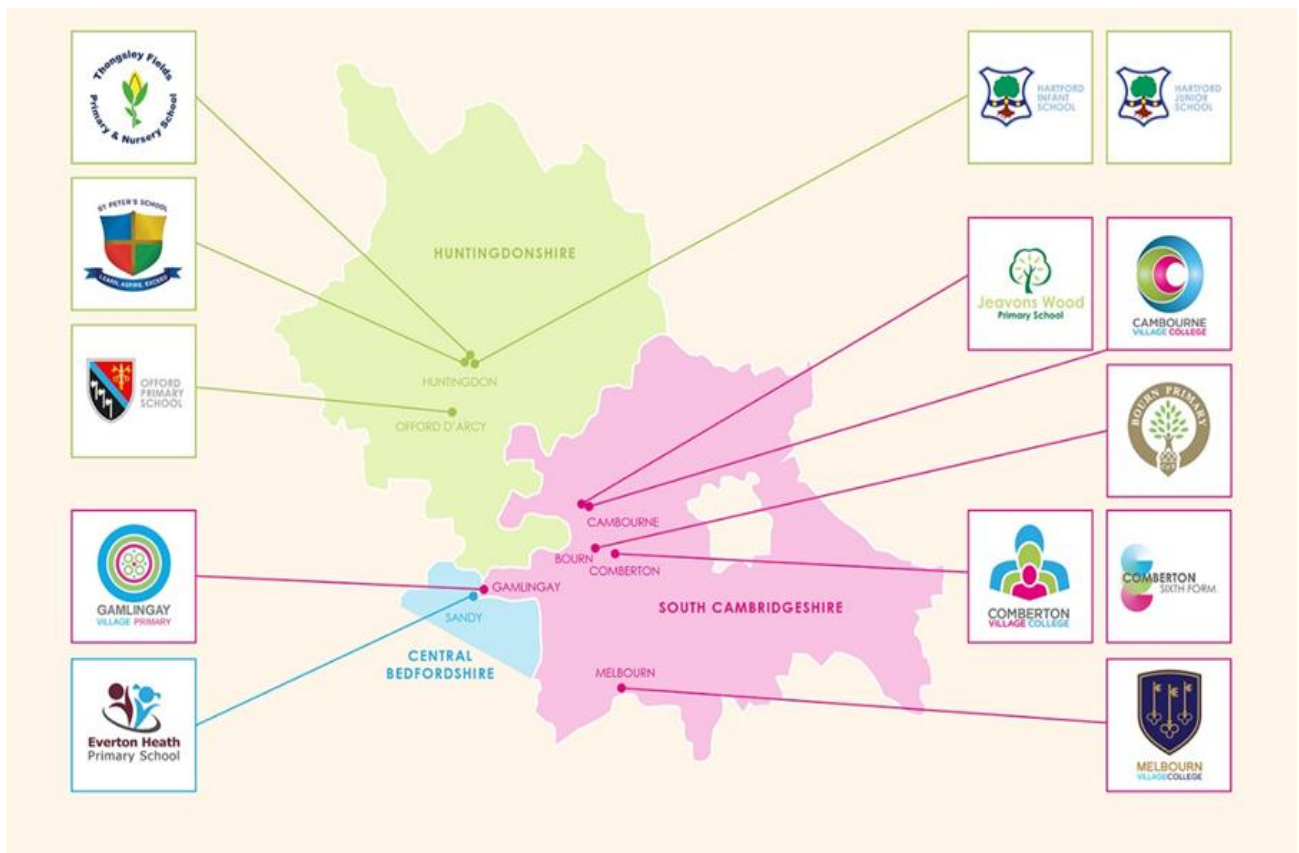 Thongsley Fields
Primary & Nursery School
ST PETER'S SCHOOL
LEARN, ASPIRE, EXCEED
OFFORD
PRIMARY
SCHOOL
GAMLINGAY
VILLAGE PRIMARY
Everton Heath
Primary School
HUNTINGDONSHIRE
HUNTINGDON
OFFORD D'ARCY
CAMBOURNE
BOURN
COMBERTON
GAMLINGAY
SANDY
SOUTH CAMBRIDGESHIRE
CENTRAL
BEDFORDSHIRE
MELBOURN
HARTFORD
INFANT
SCHOOL
HARTFORD
JUNIOR
SCHOOL
Jeavons Wood
Primary School
CAMBOURNE
VILLAGE COLLEGE
BOURN PRIMARY
COMBERTON
VILLAGE COLLEGE
COMBERTON
SIXTH FORM
MELBOURN
VILLAGECOLLEGE